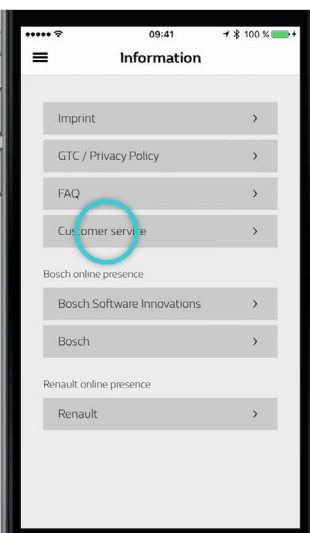 09:41
100 %
Information
Imprint
GTC / Privacy Policy
FAQ
Customer service
Bosch online presence
Bosch Software Innovations
Bosch
Renault online presence
Renault